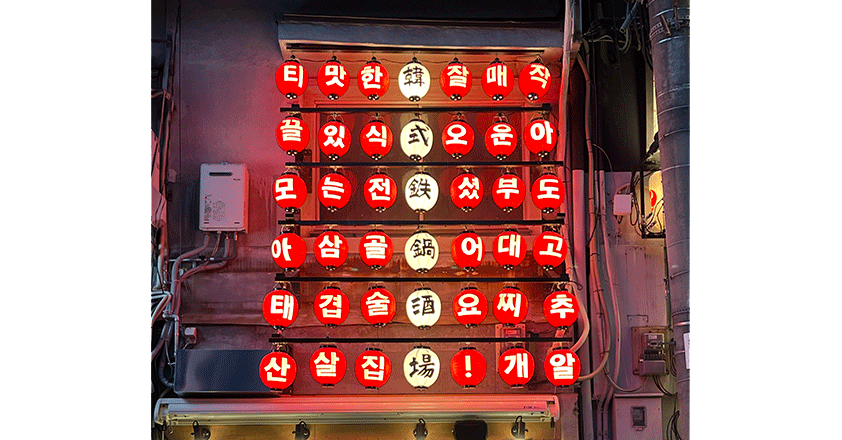 작아도고추알
매운부대찌개
잘오셨어요!
韓式鉄鍋酒場
한식전골술집
맛있는삼겹살
티끌모아태산